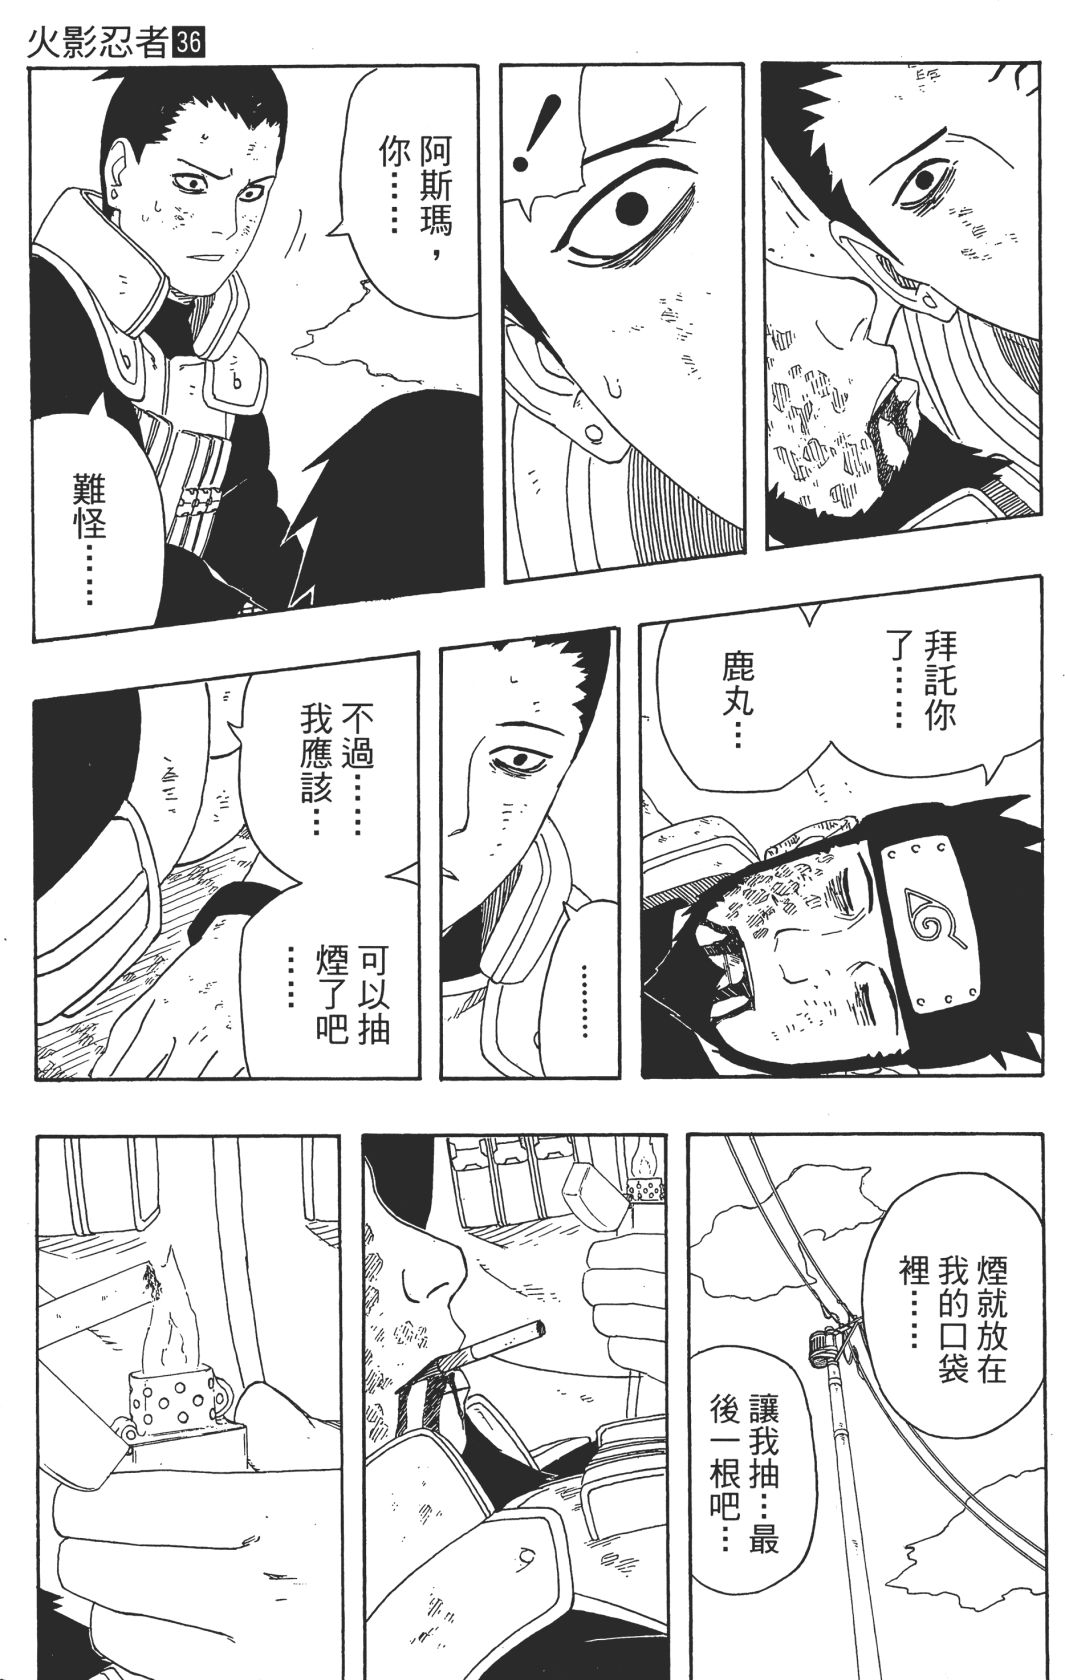 火影忍者36
!
阿斯瑪，
你……
難怪……
拜託你
了……
鹿丸…
………
不過……
我應該…
可以抽
煙了吧
……
煙就放在
我的口袋
裡……
讓我抽…最
後一根吧…